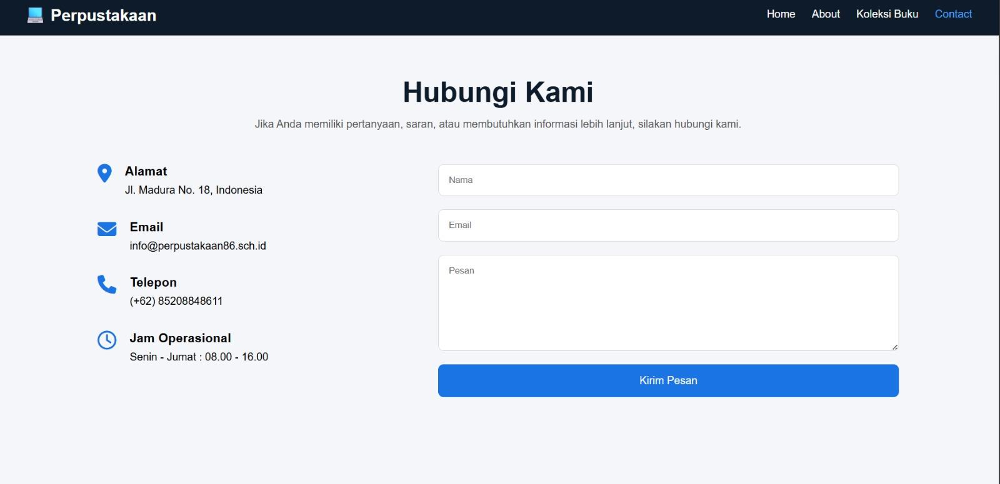 Perpustakaan
Home About Koleksi Buku Contact
Hubungi Kami
Jika Anda memiliki pertanyaan, saran, atau membutuhkan informasi lebih lanjut, silakan hubungi kami.
Alamat
Jl. Madura No. 18, Indonesia
Email
info@perpustakaan86.sch.id
Telepon
(+62) 85208848611
Jam Operasional
Senin - Jumat : 08.00 - 16.00
Nama
Email
Pesan
Kirim Pesan